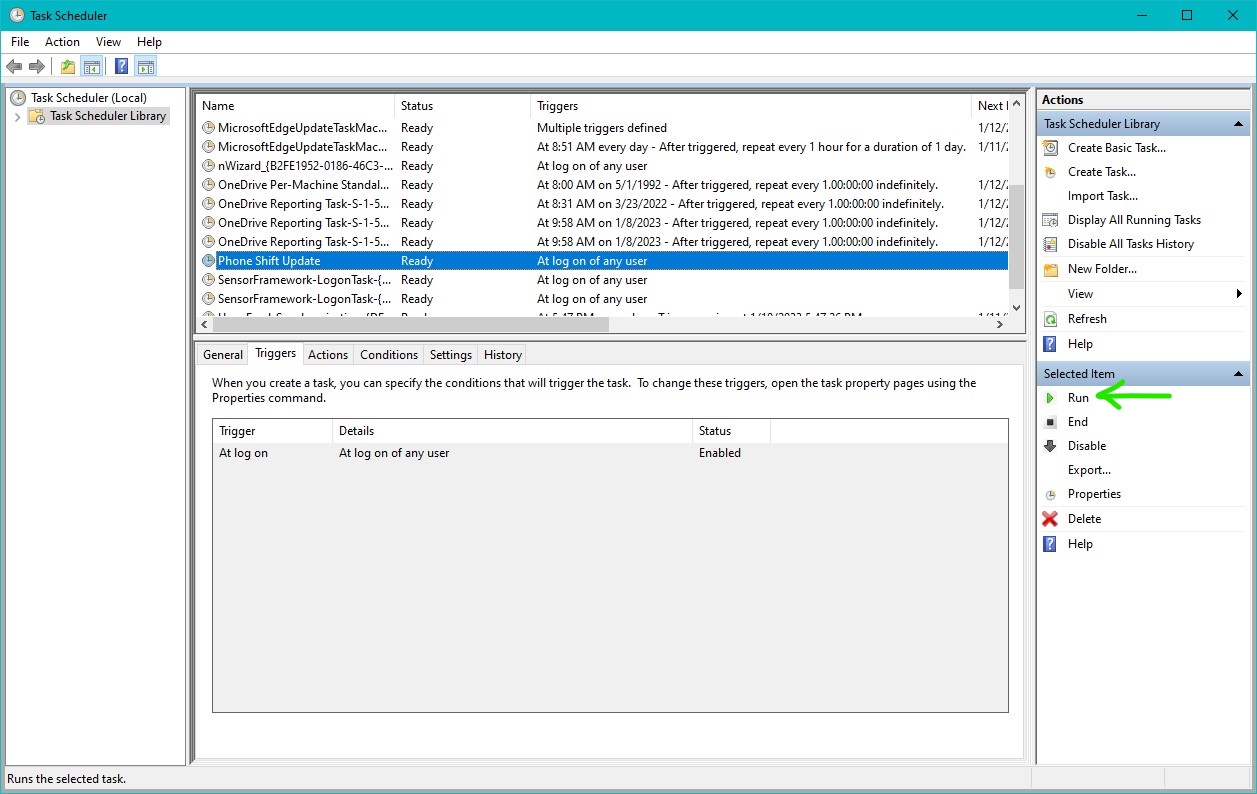 Task Scheduler
File Action View Help
Task Scheduler (Local)
Task Scheduler Library
Name Status Triggers Next
MicrosoftEdgeUpdateTaskMac... Ready Multiple triggers defined 1/12/2
MicrosoftEdgeUpdateTaskMac... Ready At 8:51 AM every day - After triggered, repeat every 1 hour for a duration of 1 day. 1/11/2
nWizard_{B2FE1952-0186-46C3-... Ready At log on of any user
OneDrive Per-Machine Standal... Ready At 8:00 AM on 5/1/1992 - After triggered, repeat every 1.00:00:00 indefinitely. 1/12/2
OneDrive Reporting Task-S-1-5... Ready At 8:31 AM on 3/23/2022 - After triggered, repeat every 1.00:00:00 indefinitely. 1/12/2
OneDrive Reporting Task-S-1-5... Ready At 9:58 AM on 1/8/2023 - After triggered, repeat every 1.00:00:00 indefinitely. 1/12/2
OneDrive Reporting Task-S-1-5... Ready At 9:58 AM on 1/8/2023 - After triggered, repeat every 1.00:00:00 indefinitely. 1/12/2
Phone Shift Update Ready At log on of any user
SensorFramework-LogonTask-{... Ready At log on of any user
SensorFramework-LogonTask-{... Ready At log on of any user
General Triggers Actions Conditions Settings History
When you create a task, you can specify the conditions that will trigger the task. To change these triggers, open the task property pages using the
Properties command.
Trigger Details Status
At log on At log on of any user Enabled
Actions
Task Scheduler Library
Create Basic Task...
Create Task...
Import Task...
Display All Running Tasks
Disable All Tasks History
New Folder...
View
Refresh
Help
Selected Item
Run
End
Disable
Export...
Properties
Delete
Help
Runs the selected task.